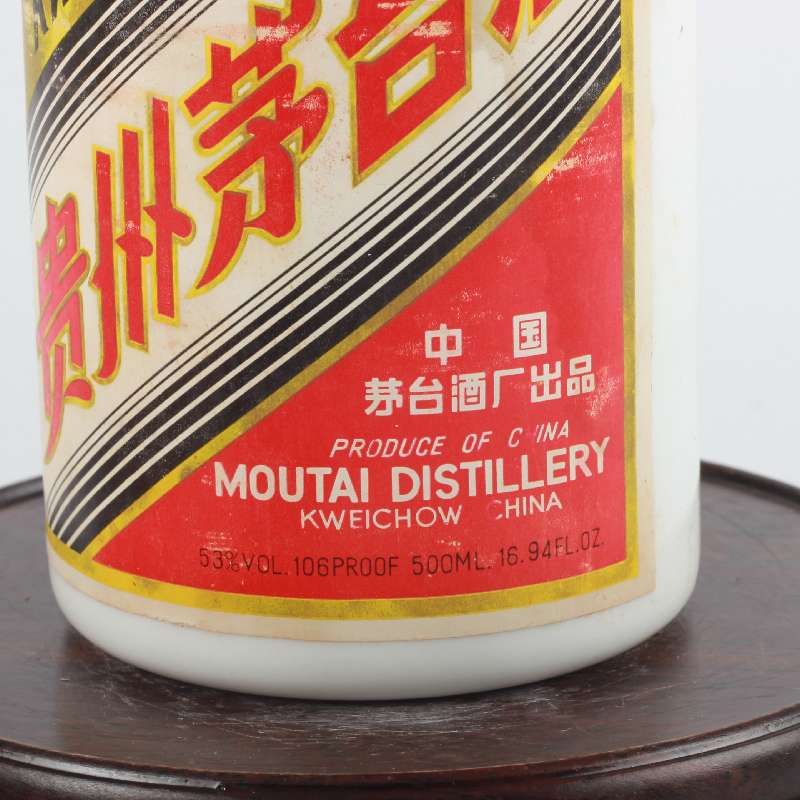 贵州茅台
中国
茅台酒厂出品
PRODUCE OF C INA
MOUTAI DISTILLERY
KWEICHOW CHINA
53%VOL. 106PROOF 500ML. 16.94FL.OZ.